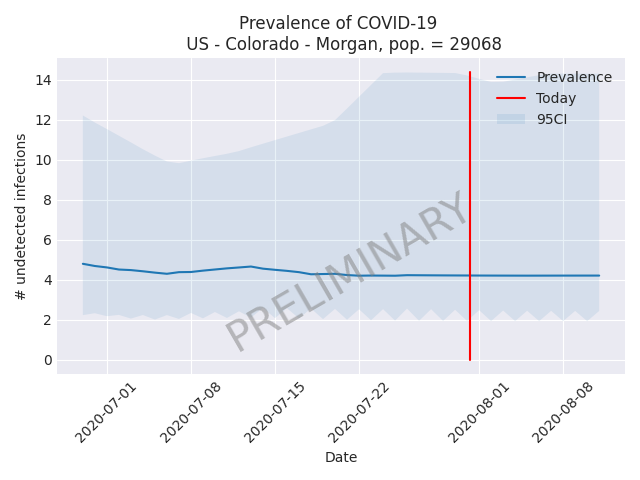 Prevalence of COVID-19
US - Colorado - Morgan, pop. = 29068
# undetected infections
14
12
10
8
6
4
2
0
Prevalence
Today
95CI
PRELIMINARY
2020-07-01
2020-07-08
2020-07-15
2020-07-22
2020-08-01
2020-08-08
Date